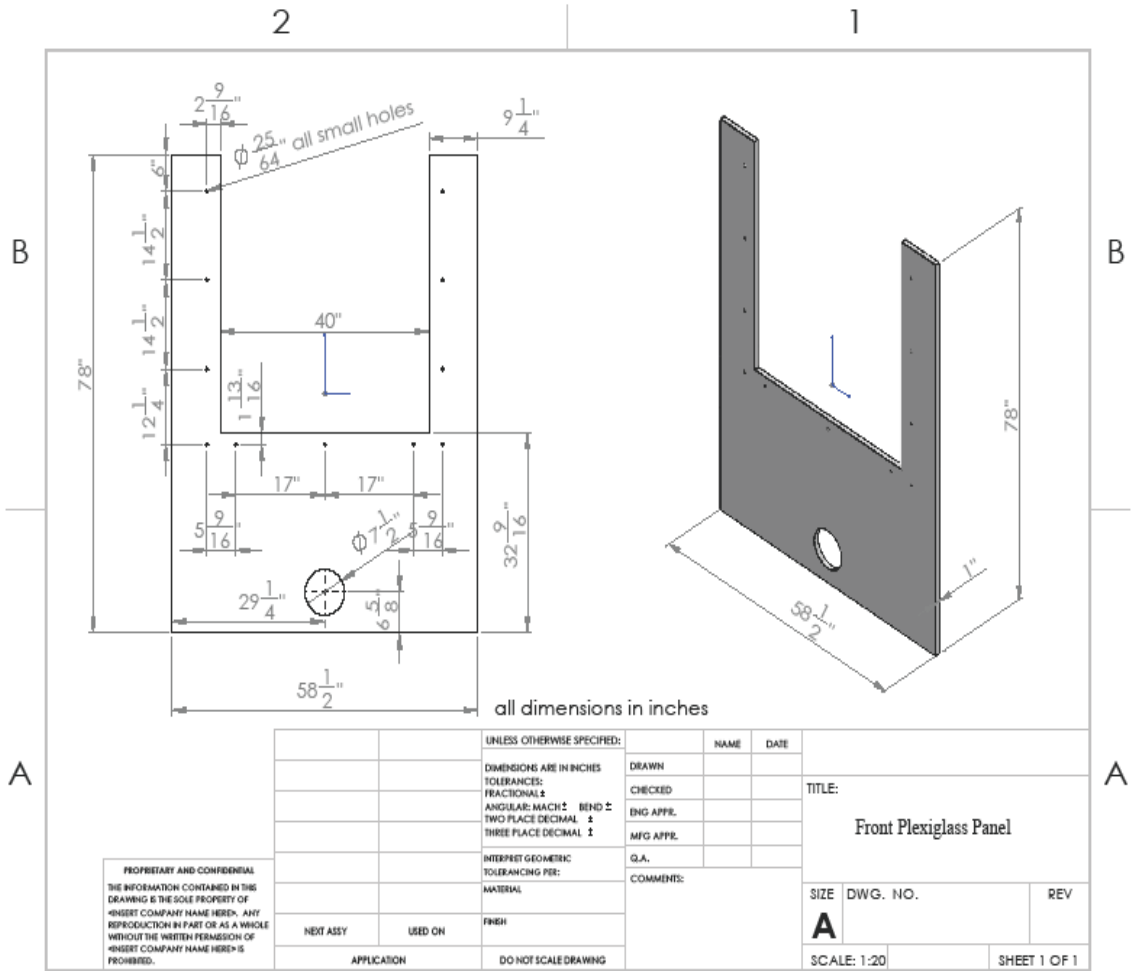 2 1
2 9/16" 9 1/4"
Ø 25/64" all small holes
6"
B B
14 1/2"
14 1/2"
40"
78" 78"
1 13/16"
12 1/4"
17" 17"
5 9/16" 5 9/16"
Ø7 1/2"
32 9/16"
29 1/4"
6 5/8"
1"
58 1/2"
58 1/2"
all dimensions in inches
A A
UNLESS OTHERWISE SPECIFIED:
DIMENSIONS ARE IN INCHES
TOLERANCES:
FRACTIONAL ±
ANGULAR: MACH ± BEND ±
TWO PLACE DECIMAL ±
THREE PLACE DECIMAL ±
INTERPRET GEOMETRIC
TOLERANCING PER:
MATERIAL
FINISH
DO NOT SCALE DRAWING
NAME DATE
DRAWN
CHECKED
ENG APPR.
MFG APPR.
Q.A.
COMMENTS:
TITLE:
Front Plexiglass Panel
SIZE DWG. NO. REV
A
SCALE: 1:20 SHEET 1 OF 1
PROPRIETARY AND CONFIDENTIAL
THE INFORMATION CONTAINED IN THIS
DRAWING IS THE SOLE PROPERTY OF
<INSERT COMPANY NAME HERE>. ANY
REPRODUCTION IN PART OR AS A WHOLE
WITHOUT THE WRITTEN PERMISSION OF
<INSERT COMPANY NAME HERE> IS
PROHIBITED.
NEXT ASSY USED ON
APPLICATION